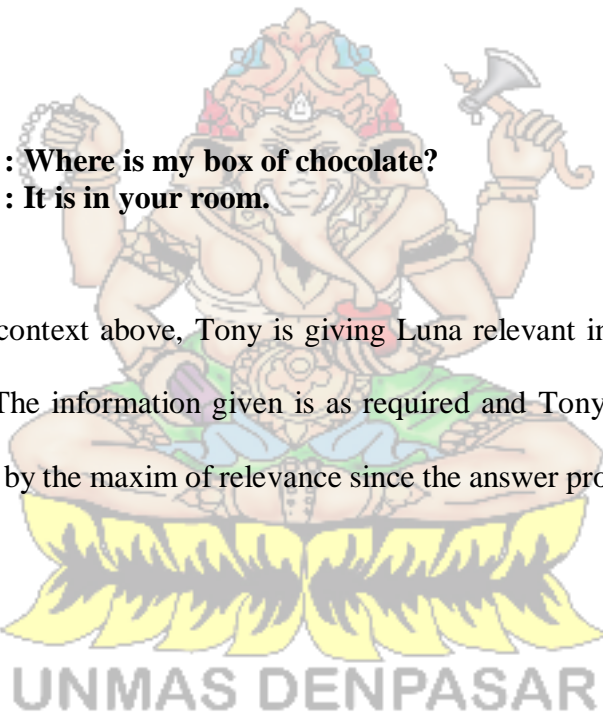 : Where is my box of chocolate?
: It is in your room.
context above, Tony is giving Luna relevant in
The information given is as required and Tony
by the maxim of relevance since the answer pro
UNMAS DENPASAR